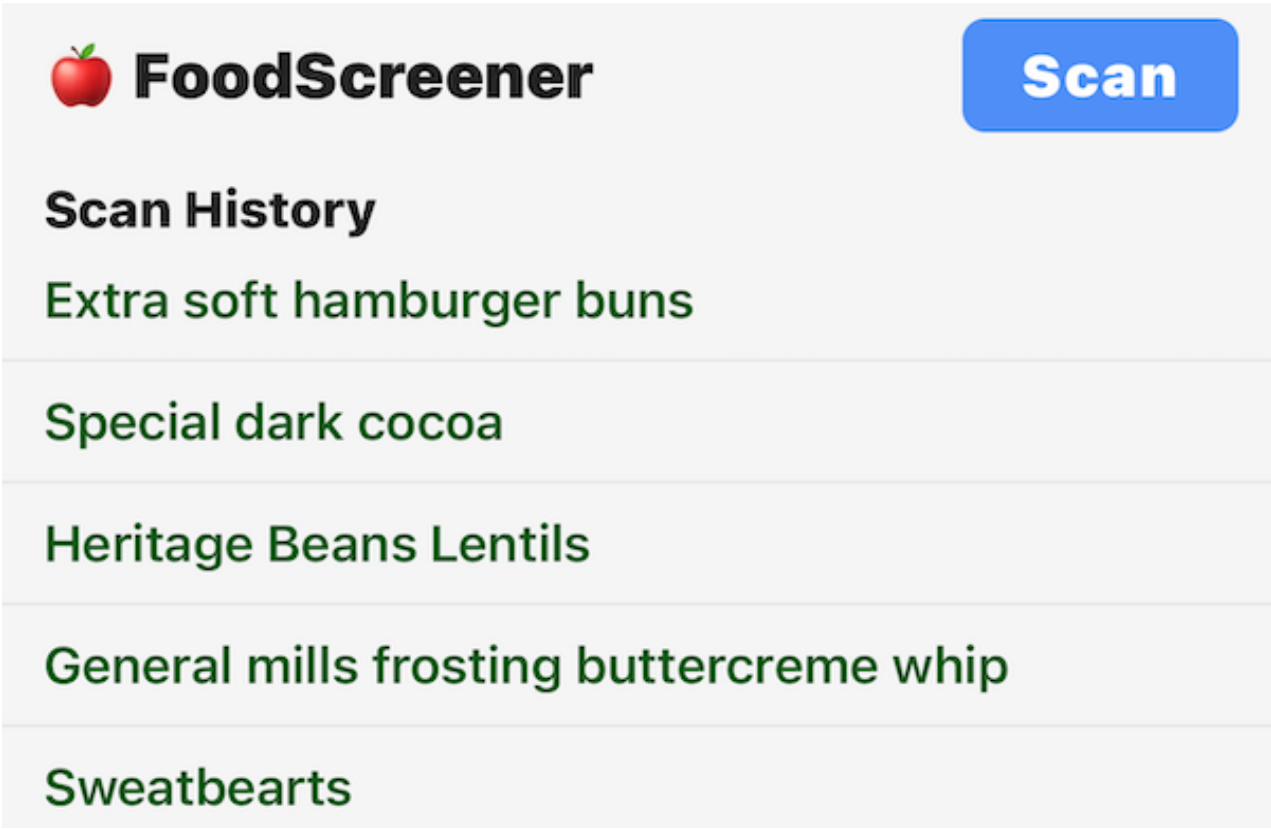 FoodScreener
Scan
Scan History
Extra soft hamburger buns
Special dark cocoa
Heritage Beans Lentils
General mills frosting buttercreme whip
Sweatbearts